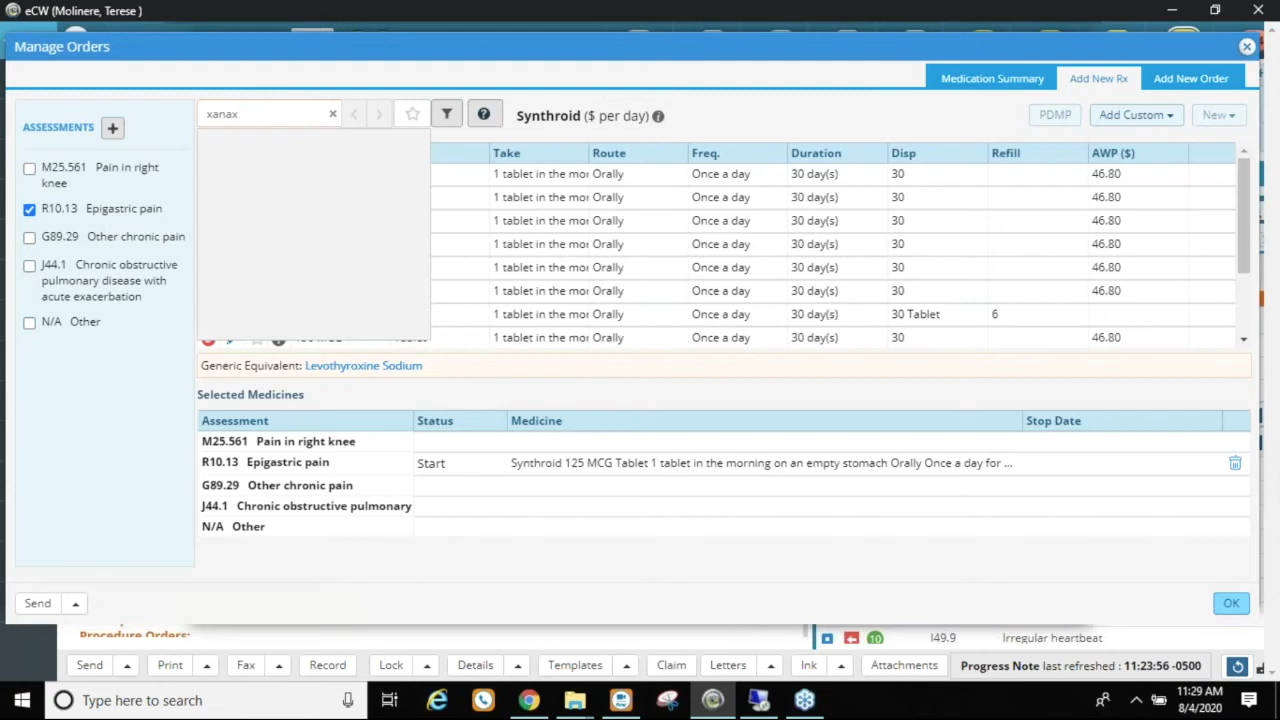 eCW (Molinere, Terese )
Manage Orders
Medication Summary Add New Rx Add New Order
ASSESSMENTS
xanax
Synthroid ($ per day)
PDMP Add Custom New
M25.561 Pain in right knee
R10.13 Epigastric pain
G89.29 Other chronic pain
J44.1 Chronic obstructive pulmonary disease with acute exacerbation
N/A Other
Take Route Freq. Duration Disp Refill AWP ($)
1 tablet in the mor Orally Once a day 30 day(s) 30 46.80
1 tablet in the mor Orally Once a day 30 day(s) 30 46.80
1 tablet in the mor Orally Once a day 30 day(s) 30 46.80
1 tablet in the mor Orally Once a day 30 day(s) 30 46.80
1 tablet in the mor Orally Once a day 30 day(s) 30 46.80
1 tablet in the mor Orally Once a day 30 day(s) 30 46.80
1 tablet in the mor Orally Once a day 30 day(s) 30 Tablet 6
1 tablet in the mor Orally Once a day 30 day(s) 30 46.80
Generic Equivalent: Levothyroxine Sodium
Selected Medicines
Assessment Status Medicine Stop Date
M25.561 Pain in right knee
R10.13 Epigastric pain Start Synthroid 125 MCG Tablet 1 tablet in the morning on an empty stomach Orally Once a day for ...
G89.29 Other chronic pain
J44.1 Chronic obstructive pulmonary
N/A Other
Send OK
Procedure Orders:
10 I49.9 Irregular heartbeat
Send Print Fax Record Lock Details Templates Claim Letters Ink Attachments Progress Note last refreshed : 11:23:56 -0500
Type here to search
11:29 AM
8/4/2020